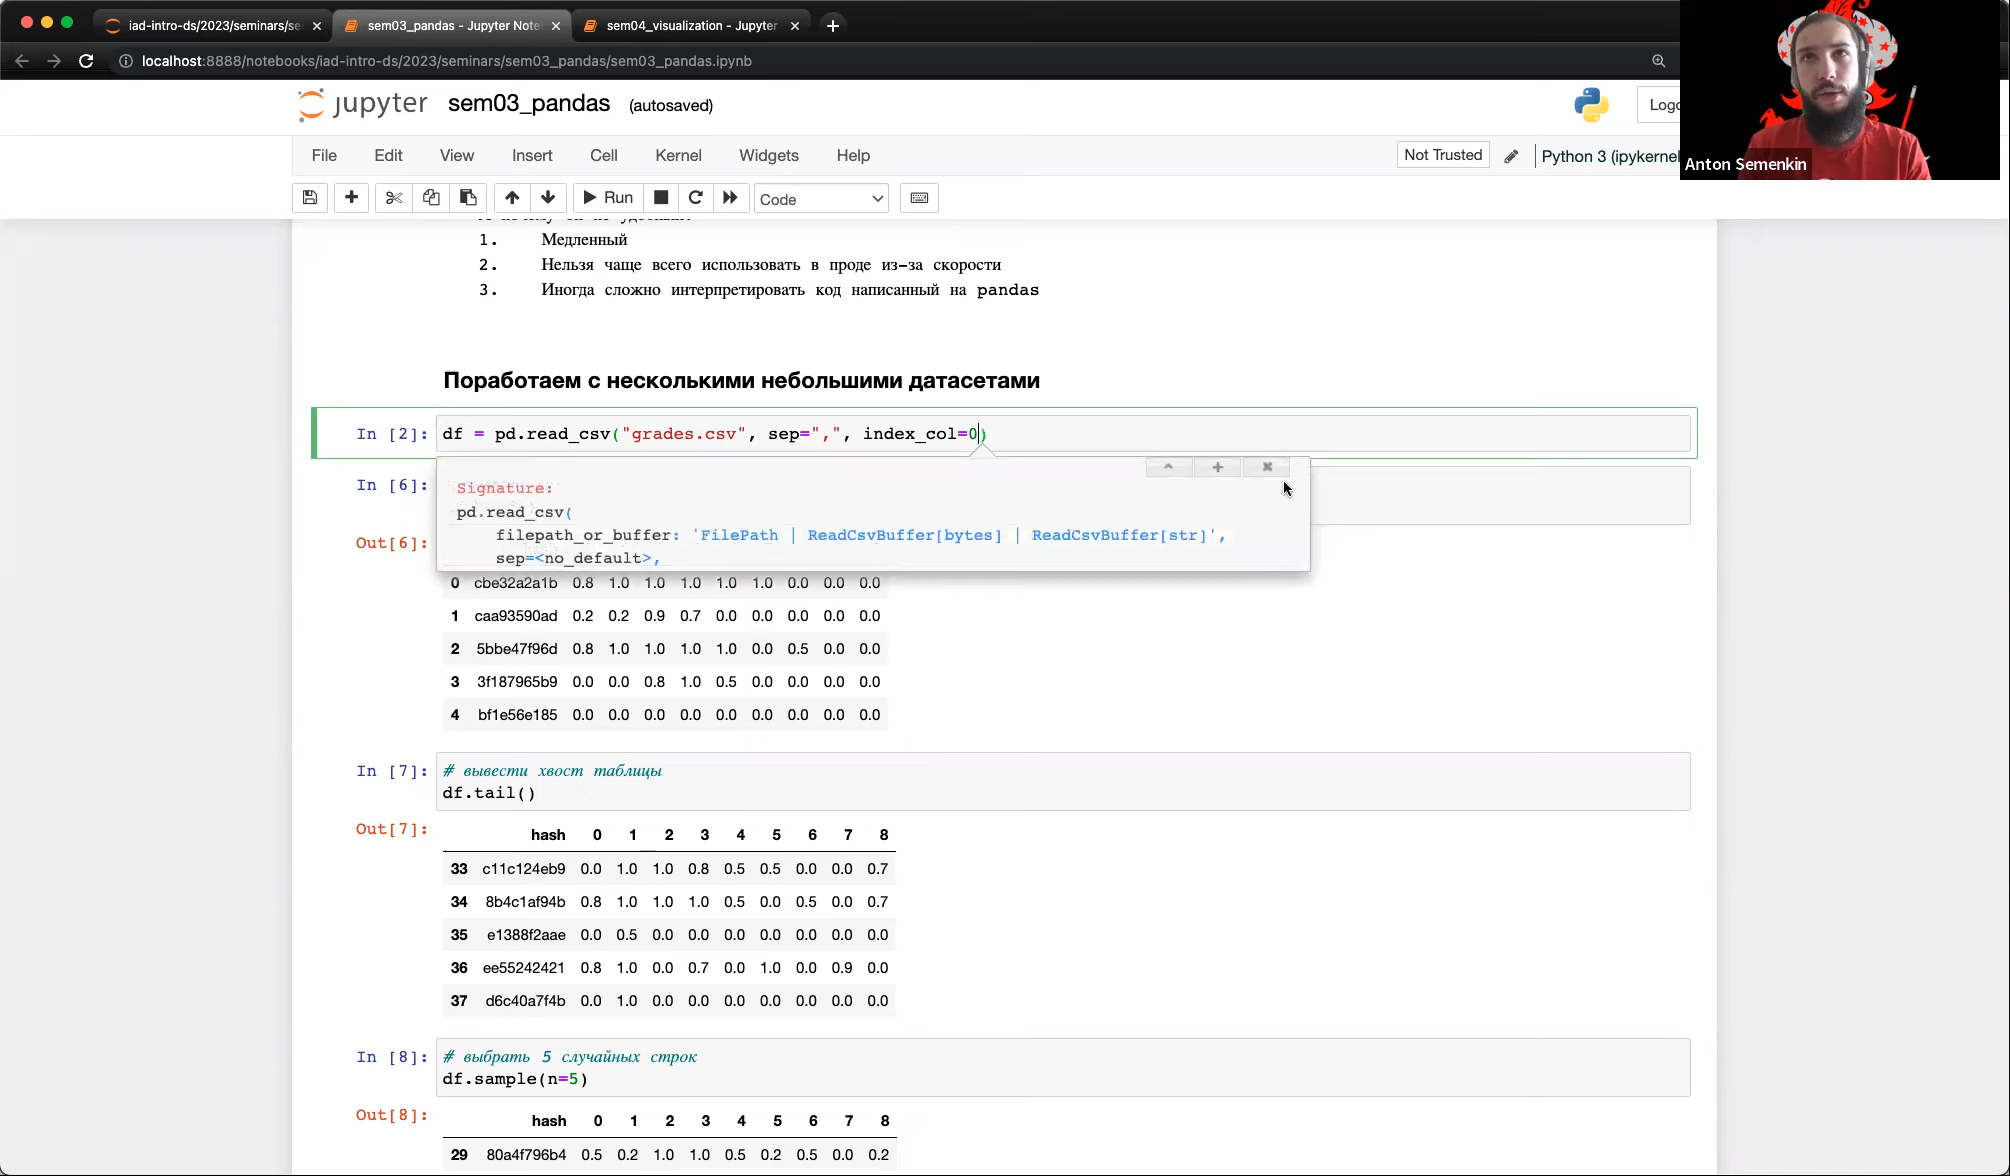 iad-intro-ds/2023/seminars/se
sem03_pandas - Jupyter Note
sem04_visualization - Jupyter
localhost:8888/notebooks/iad-intro-ds/2023/seminars/sem03_pandas/sem03_pandas.ipynb
jupyter sem03_pandas (autosaved)
Logo
File Edit View Insert Cell Kernel Widgets Help
Not Trusted
Python 3 (ipykernel
Anton Semenkin
Run
Code
1. Медленный
2. Нельзя чаще всего использовать в проде из-за скорости
3. Иногда сложно интерпретировать код написанный на pandas
Поработаем с несколькими небольшими датасетами
In [2]: df = pd.read_csv("grades.csv", sep=",", index_col=0)
In [6]:
Signature:
pd.read_csv(
filepath_or_buffer: 'FilePath | ReadCsvBuffer[bytes] | ReadCsvBuffer[str]',
sep=<no_default>,
Out[6]:
0 cbe32a2a1b 0.8 1.0 1.0 1.0 1.0 1.0 0.0 0.0 0.0
1 caa93590ad 0.2 0.2 0.9 0.7 0.0 0.0 0.0 0.0 0.0
2 5bbe47f96d 0.8 1.0 1.0 1.0 1.0 0.0 0.5 0.0 0.0
3 3f187965b9 0.0 0.0 0.8 1.0 0.5 0.0 0.0 0.0 0.0
4 bf1e56e185 0.0 0.0 0.0 0.0 0.0 0.0 0.0 0.0 0.0
In [7]: # вывести хвост таблицы
df.tail()
Out[7]:
hash 0 1 2 3 4 5 6 7 8
33 c11c124eb9 0.0 1.0 1.0 0.8 0.5 0.5 0.0 0.0 0.7
34 8b4c1af94b 0.8 1.0 1.0 1.0 0.5 0.0 0.5 0.0 0.7
35 e1388f2aae 0.0 0.5 0.0 0.0 0.0 0.0 0.0 0.0 0.0
36 ee55242421 0.8 1.0 0.0 0.7 0.0 1.0 0.0 0.9 0.0
37 d6c40a7f4b 0.0 1.0 0.0 0.0 0.0 0.0 0.0 0.0 0.0
In [8]: # выбрать 5 случайных строк
df.sample(n=5)
Out[8]:
hash 0 1 2 3 4 5 6 7 8
29 80a4f796b4 0.5 0.2 1.0 1.0 0.5 0.2 0.5 0.0 0.2